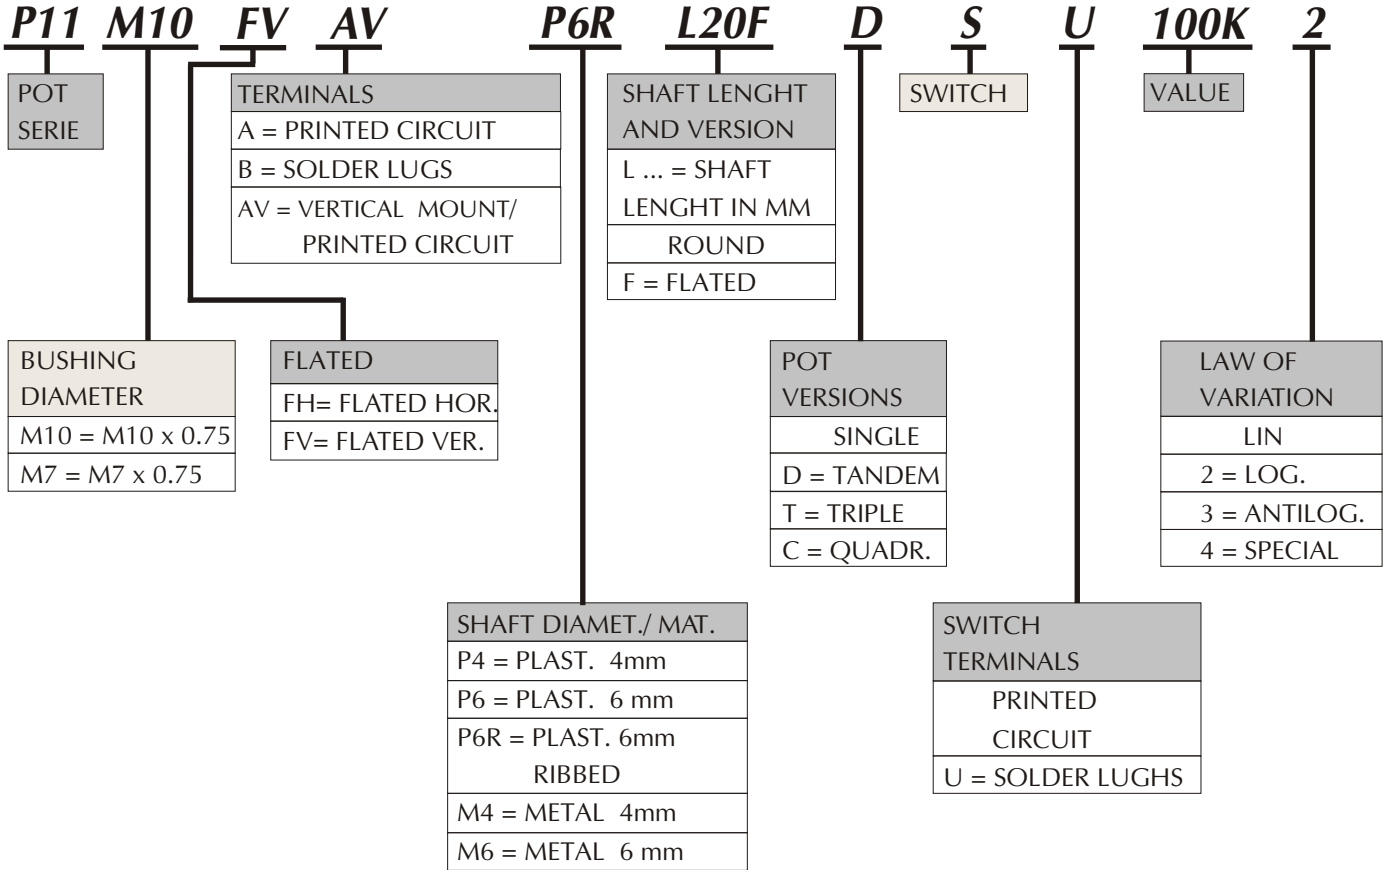 P11 M10 FV AV P6R L20F D S U 100K 2
POT
SERIE
TERMINALS
A = PRINTED CIRCUIT
B = SOLDER LUGS
AV = VERTICAL MOUNT/
PRINTED CIRCUIT
SHAFT LENGHT
AND VERSION
L ... = SHAFT
LENGHT IN MM
ROUND
F = FLATED
SWITCH
VALUE
BUSHING
DIAMETER
M10 = M10 x 0.75
M7 = M7 x 0.75
FLATED
FH= FLATED HOR.
FV= FLATED VER.
POT
VERSIONS
SINGLE
D = TANDEM
T = TRIPLE
C = QUADR.
LAW OF
VARIATION
LIN
2 = LOG.
3 = ANTILOG.
4 = SPECIAL
SHAFT DIAMET./ MAT.
P4 = PLAST. 4mm
P6 = PLAST. 6 mm
P6R = PLAST. 6mm
RIBBED
M4 = METAL 4mm
M6 = METAL 6 mm
SWITCH
TERMINALS
PRINTED
CIRCUIT
U = SOLDER LUGHS